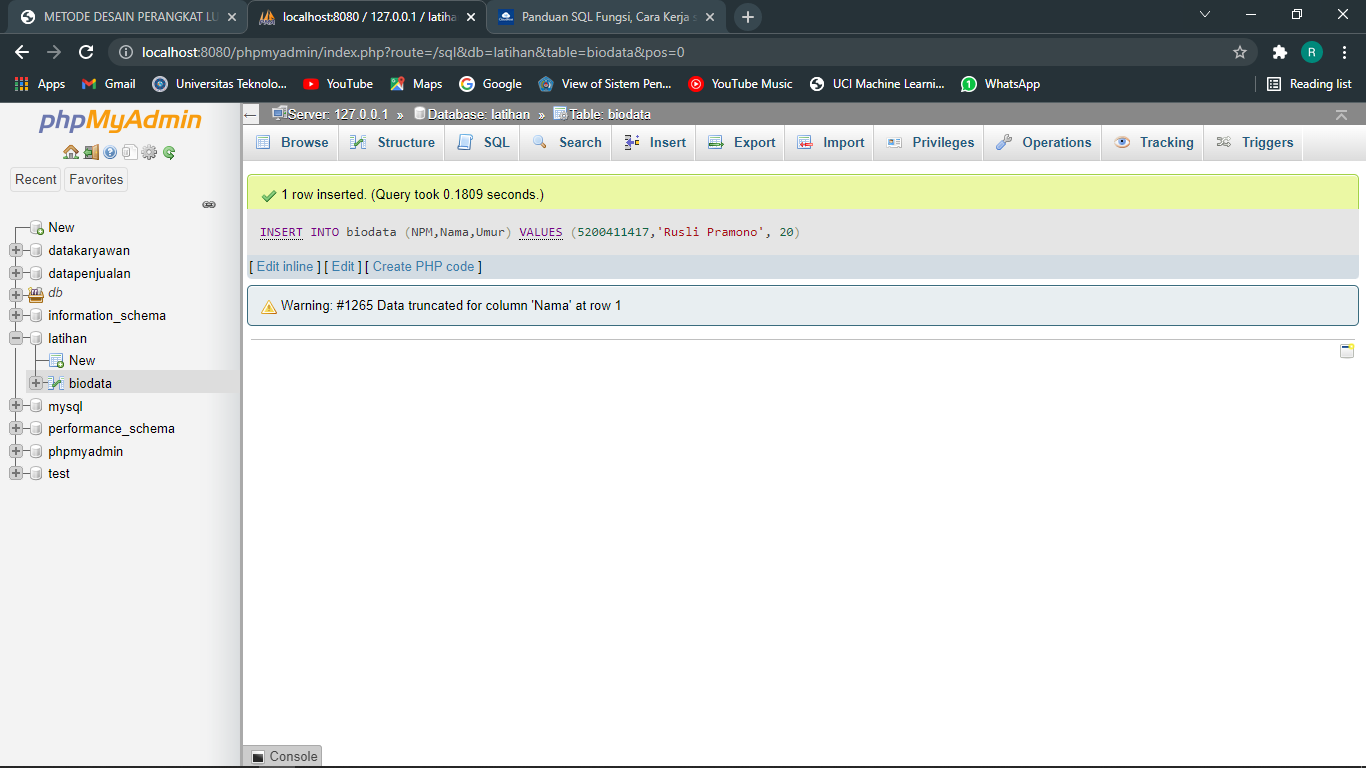 METODE DESAIN PERANGKAT LU
localhost:8080 / 127.0.0.1 / latiha
Panduan SQL Fungsi, Cara Kerja s
localhost:8080/phpmyadmin/index.php?route=/sql&db=latihan&table=biodata&pos=0
R
Apps Gmail Universitas Teknolo... YouTube Maps Google View of Sistem Pen... YouTube Music UCI Machine Learni... 1 WhatsApp Reading list
phpMyAdmin
Recent Favorites
New
datakaryawan
datapenjualan
db
information_schema
latihan
New
biodata
mysql
performance_schema
phpmyadmin
test
Server: 127.0.0.1 » Database: latihan » Table: biodata
Browse Structure SQL Search Insert Export Import Privileges Operations Tracking Triggers
1 row inserted. (Query took 0.1809 seconds.)
INSERT INTO biodata (NPM,Nama,Umur) VALUES (5200411417,'Rusli Pramono', 20)
[ Edit inline ] [ Edit ] [ Create PHP code ]
Warning: #1265 Data truncated for column 'Nama' at row 1
Console